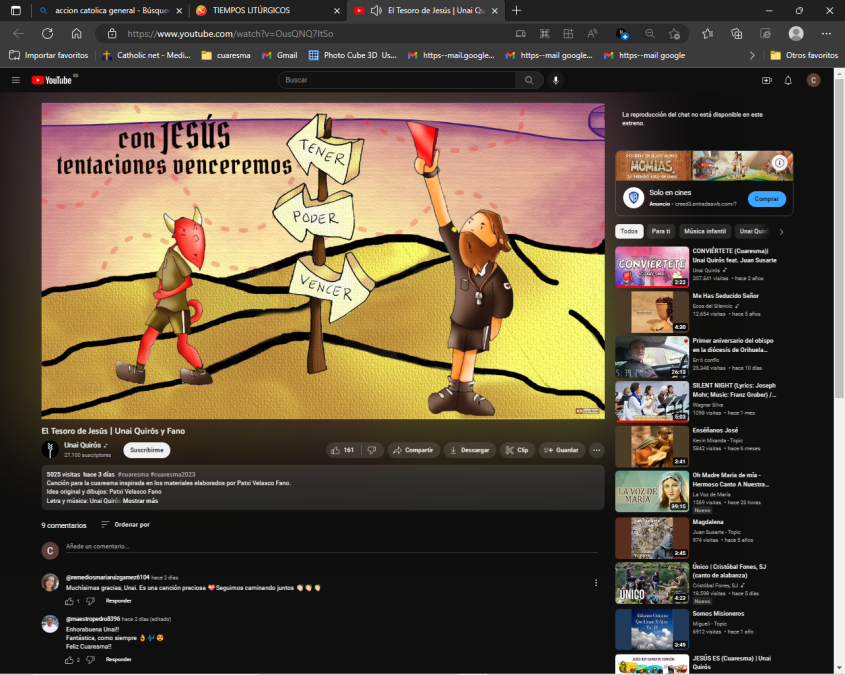 accion catolica general - Búsque
TIEMPOS LITÚRGICOS
El Tesoro de Jesús | Unai Qu
https://www.youtube.com/watch?v=OusQNQ7ltSo
Importar favoritos
Catholic net - Medi...
cuaresma
Gmail
Photo Cube 3D Us...
https--mail.google...
https--mail google...
https--mail google
Otros favoritos
YouTube ES
Buscar
C
con JESÚS
tentaciones venceremos
TENER
PODER
VENCER
El Tesoro de Jesús | Unai Quirós y Fano
Unai Quirós
27.100 suscriptores
Suscribirme
161
Compartir
Descargar
Clip
Guardar
5025 visitas hace 3 días #cuaresma #cuaresma2023
Canción para la cuaresma inspirada en los materiales elaborados por Patxi Velasco Fano.
Idea original y dibujos: Patxi Velasco Fano
Letra y música: Unai Quirós Mostrar más
9 comentarios
Ordenar por
C
Añade un comentario...
@remediosmariaruizgamez6104 hace 2 días
Muchísimas gracias, Unai. Es una canción preciosa 💝 Seguimos caminando juntos 👏🏼👏🏼👏🏼
1
Responder
@maestropedro8396 hace 2 días (editado)
Enhorabuena Unai!!
Fantástica, como siempre 👌🎶😍
Feliz Cuaresma!!
2
Responder
La reproducción del chat no está disponible en este
estreno.
MOMIAS
Solo en cines
Anuncio · creed3.entradaswb.com/?
Comprar
Todos
Para ti
Música infantil
Unai Quir
CONVIÉRTETE
CUARESMA
2:22
CONVIÉRTETE (Cuaresma)|
Unai Quirós feat. Juan Susarte
Unai Quirós
207.341 visitas • hace 2 años
4:30
Me Has Seducido Señor
Ecos del Silencio
12.654 visitas • hace 5 años
26:13
Primer aniversario del obispo
en la diócesis de Orihuela...
En ti confío
25.348 visitas • hace 10 días
5:03
SILENT NIGHT (Lyrics: Joseph
Mohr; Music: Franz Gruber) /...
Wagner Silva
1098 visitas • hace 1 mes
3:41
Enséñanos José
Kevin Miranda - Topic
5842 visitas • hace 6 meses
LA VOZ DE
MARÍA
39:15
Oh Madre María de mía -
Hermoso Canto A Nuestra...
La Voz de María
1569 visitas • hace 23 horas
Nuevo
3:45
Magdalena
Juan Susarte - Topic
974 visitas • hace 5 años
ÚNICO
4:23
Único | Cristóbal Fones, SJ
(canto de alabanza)
Cristóbal Fones, SJ
18.598 visitas • hace 5 días
Nuevo
3:49
Somos Misioneros
Migueli - Topic
6912 visitas • hace 1 año
JESÚS ES (Cuaresma) | Unai
Quirós